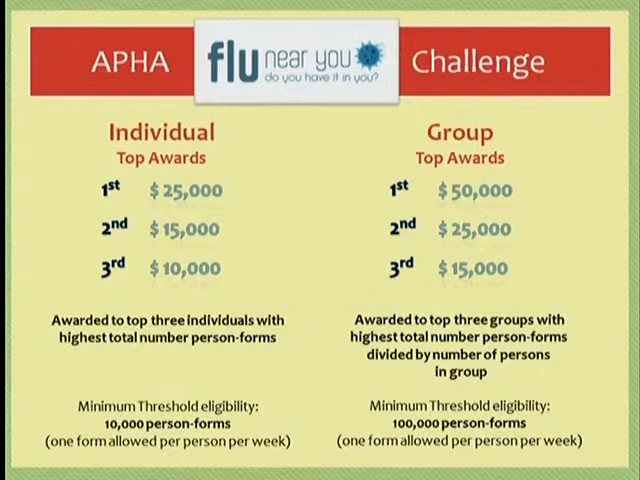 APHA flu near you Challenge
do you have it in you?
Individual
Top Awards
1st $25,000
2nd $15,000
3rd $10,000
Awarded to top three individuals with
highest total number person-forms
Minimum Threshold eligibility:
10,000 person-forms
(one form allowed per person per week)
Group
Top Awards
1st $50,000
2nd $25,000
3rd $15,000
Awarded to top three groups with
highest total number person-forms
divided by number of persons
in group
Minimum Threshold eligibility:
100,000 person-forms
(one form allowed per person per week)